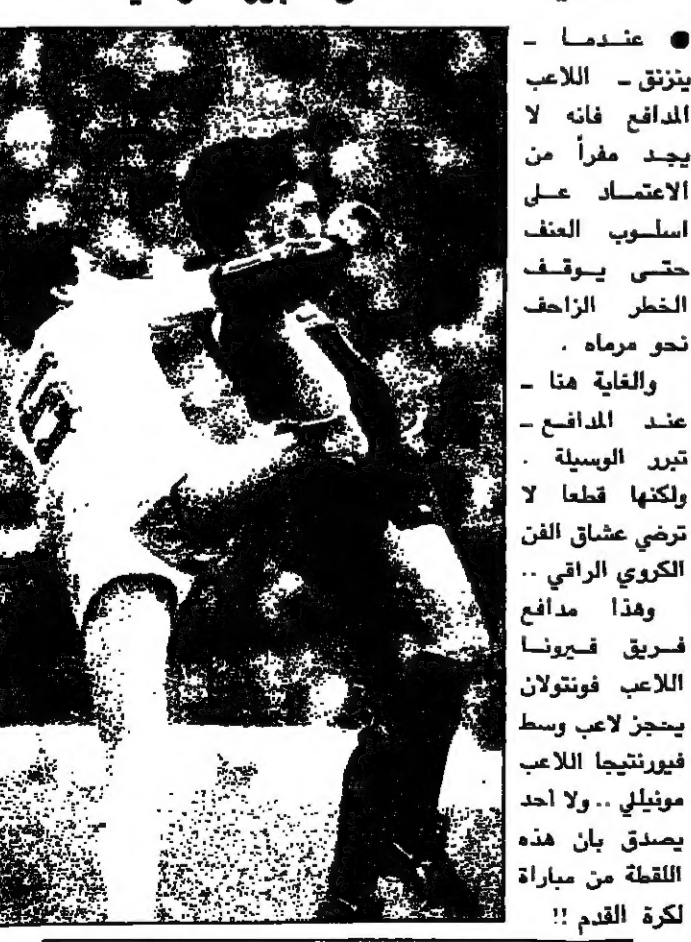 ● عندما -
ينزنق - اللاعب
المدافع فانه لا
يجد مفراً من
الاعتماد على
اسلوب العنف
حتى يوقف
الخطر الزاحف
نحو مرماه .
والغاية هنا -
عند المدافع -
تبرر الوسيلة .
ولكنها قطعا لا
ترضي عشاق الفن
الكروي الراقي ..
وهذا مدافع
فريق فيرونا
اللاعب فونتولان
يحجز لاعب وسط
فيورنتيجا اللاعب
مونيللي .. ولا احد
يصدق بان هذه
اللقطة من مباراة
لكرة القدم !!